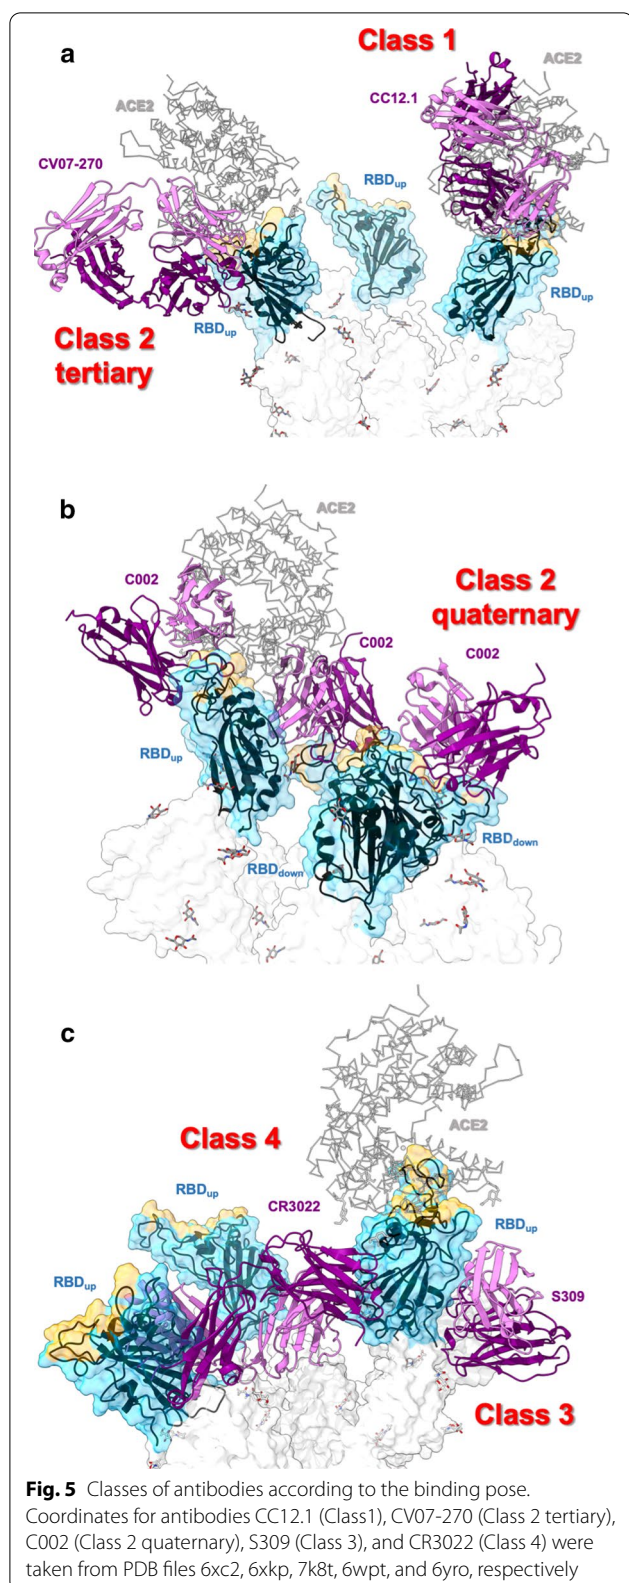 a
Class 1
ACE2
ACE2
CC12.1
CV07-270
RBDup
RBDup
RBDup
Class 2
tertiary
b
ACE2
C002
Class 2
quaternary
C002
C002
RBDup
RBDdown
RBDdown
c
ACE2
Class 4
RBDup
CR3022
RBDup
RBDup
S309
Class 3
Fig. 5 Classes of antibodies according to the binding pose.
Coordinates for antibodies CC12.1 (Class1), CV07-270 (Class 2 tertiary),
C002 (Class 2 quaternary), S309 (Class 3), and CR3022 (Class 4) were
taken from PDB files 6xc2, 6xkp, 7k8t, 6wpt, and 6yro, respectively